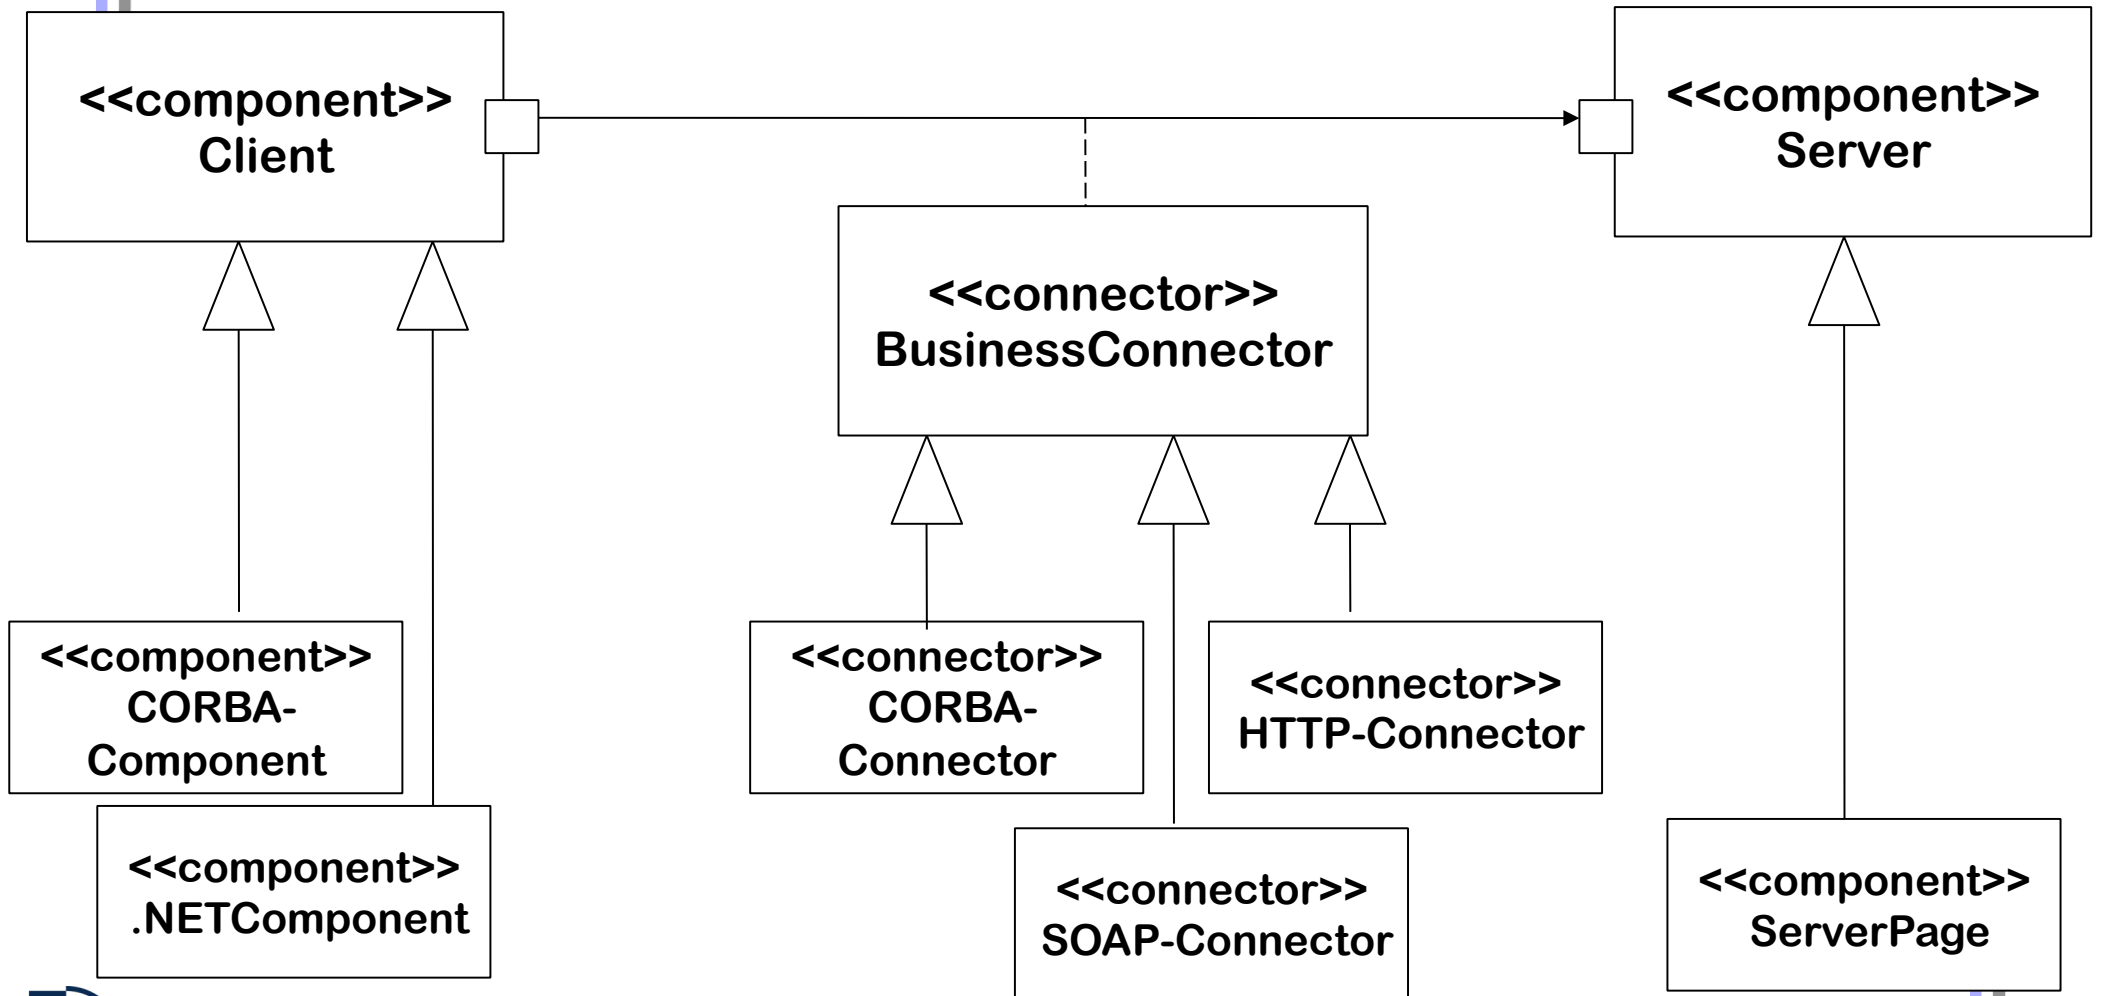 <<component>>
Client
<<component>>
Server
<<connector>>
BusinessConnector
<<component>>
CORBA-
Component
<<connector>>
CORBA-
Connector
<<connector>>
HTTP-Connector
<<component>>
.NETComponent
<<connector>>
SOAP-Connector
<<component>>
ServerPage